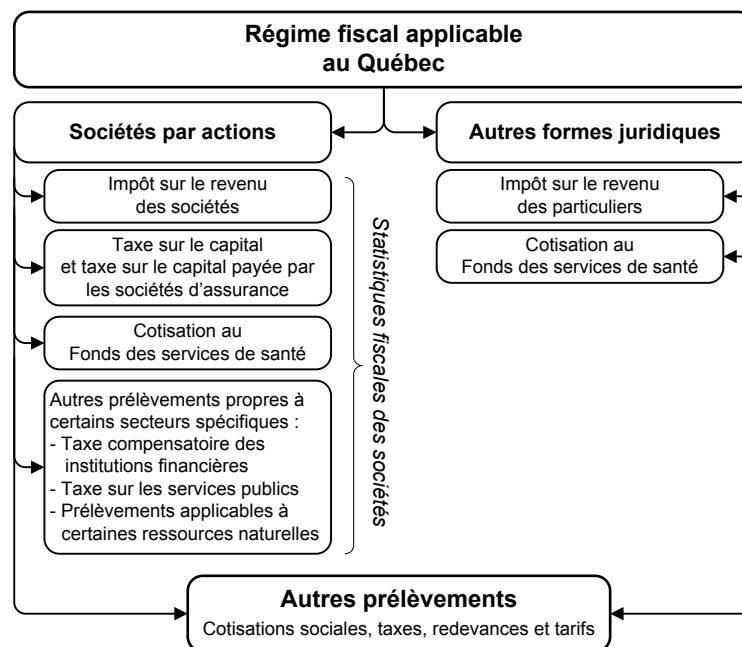 Régime fiscal applicable
au Québec
Sociétés par actions
Impôt sur le revenu
des sociétés
Taxe sur le capital
et taxe sur le capital payée par
les sociétés d'assurance
Cotisation au
Fonds des services de santé
Autres prélèvements propres à
certains secteurs spécifiques :
- Taxe compensatoire des
institutions financières
- Taxe sur les services publics
- Prélèvements applicables à
certaines ressources naturelles
Statistiques fiscales des sociétés
Autres formes juridiques
Impôt sur le revenu
des particuliers
Cotisation au
Fonds des services de santé
Autres prélèvements
Cotisations sociales, taxes, redevances et tarifs